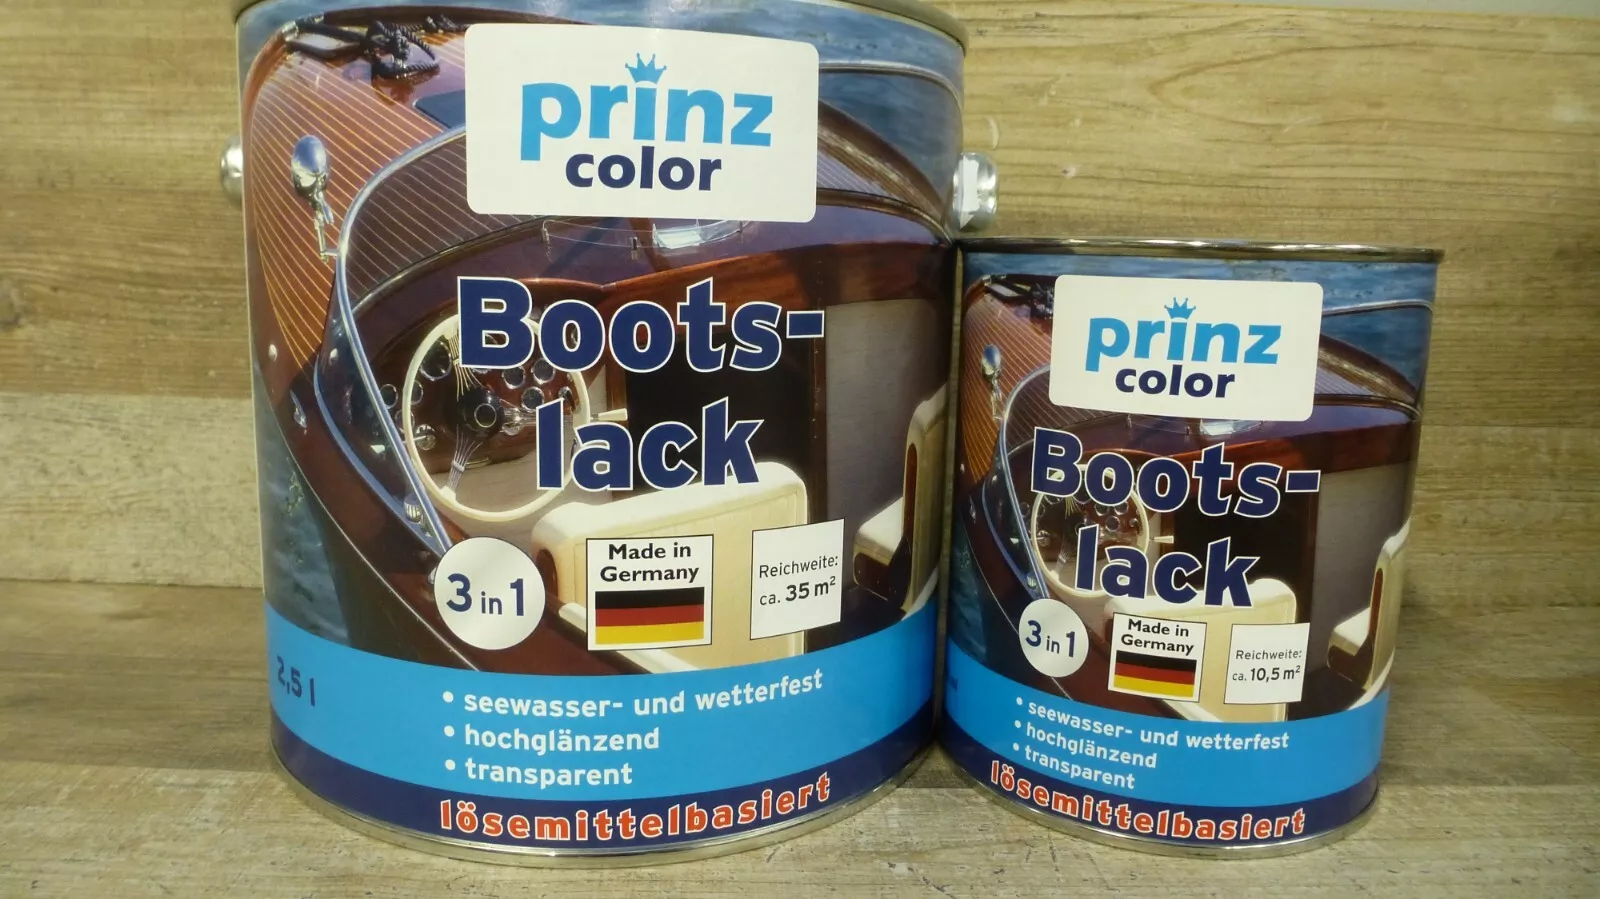 prinz
color
Boots-
lack
3 in 1
Made in
Germany
Reichweite:
ca. 35 m²
2,5 l
• seewasser- und wetterfest
• hochglänzend
• transparent
lösemittelbasiert
prinz
color
Boots-
lack
3 in 1
Made in
Germany
Reichweite:
ca. 10,5 m²
• seewasser- und wetterfest
• hochglänzend
• transparent
lösemittelbasiert